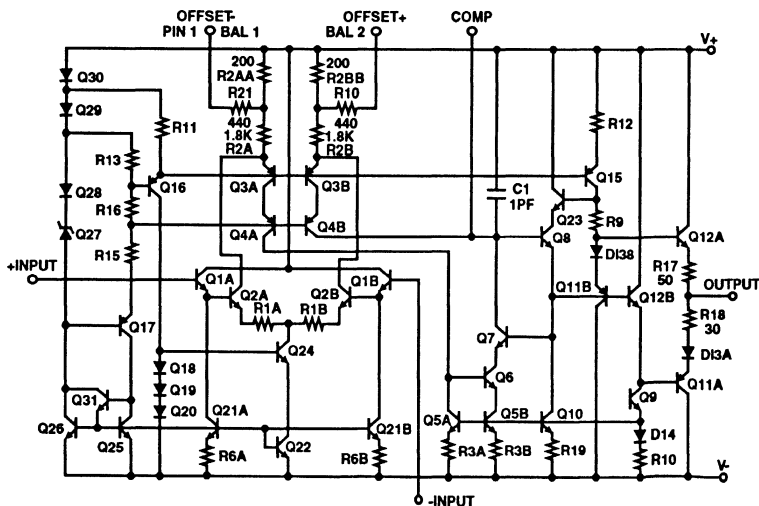 OFFSET- OFFSET+ COMP
PIN 1 BAL 1 BAL 2
V+
200 200
Q30 R2AA R2BB
R21 R10
Q29
R11 440 440 R12
1.8K 1.8K
R13 R2A R2B
Q16 Q15
Q28 Q3A Q3B C1
R16 1PF Q23
Q4A Q4B R9
Q27 Q8 Q12A
R15 DI38
+INPUT R17
Q1A Q1B 50 OUTPUT
Q2A Q2B Q11B Q12B
R1A R1B R18
Q17 Q7 30
Q24
Q18 DI3A
Q6
Q31 Q19 Q9 Q11A
Q20 Q21A Q5A Q5B Q10
Q26 Q21B D14
Q25 Q22 R3A R3B R19
R6A R6B R10
V-
-INPUT